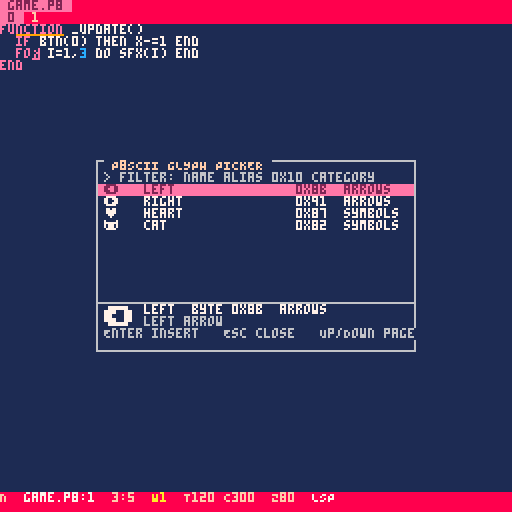 GAME.P8
0 1
FUNCTION _UPDATE()
IF BTN(0) THEN X-=1 END
FOR I=1,3 DO SFX(I) END
END
P8SCII GLYPH PICKER
> FILTER: NAME ALIAS 0X10 CATEGORY
LEFT 0X8B ARROWS
RIGHT 0X91 ARROWS
HEART 0X87 SYMBOLS
CAT 0X82 SYMBOLS
LEFT BYTE 0X8B ARROWS
LEFT ARROW
ENTER INSERT ESC CLOSE UP/DOWN PAGE
N GAME.P8:1 3:5 W1 T120 C300 Z80 LSP